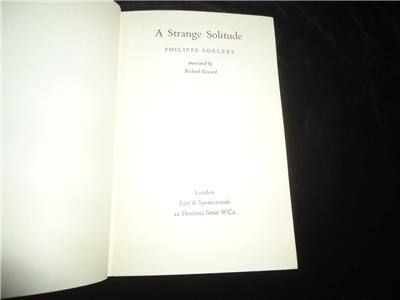 A Strange Solitude
PHILIPPE SOLLERS
translated by
Richard Howard
London
Eyre & Spottiswoode
22 Henrietta Street WC2